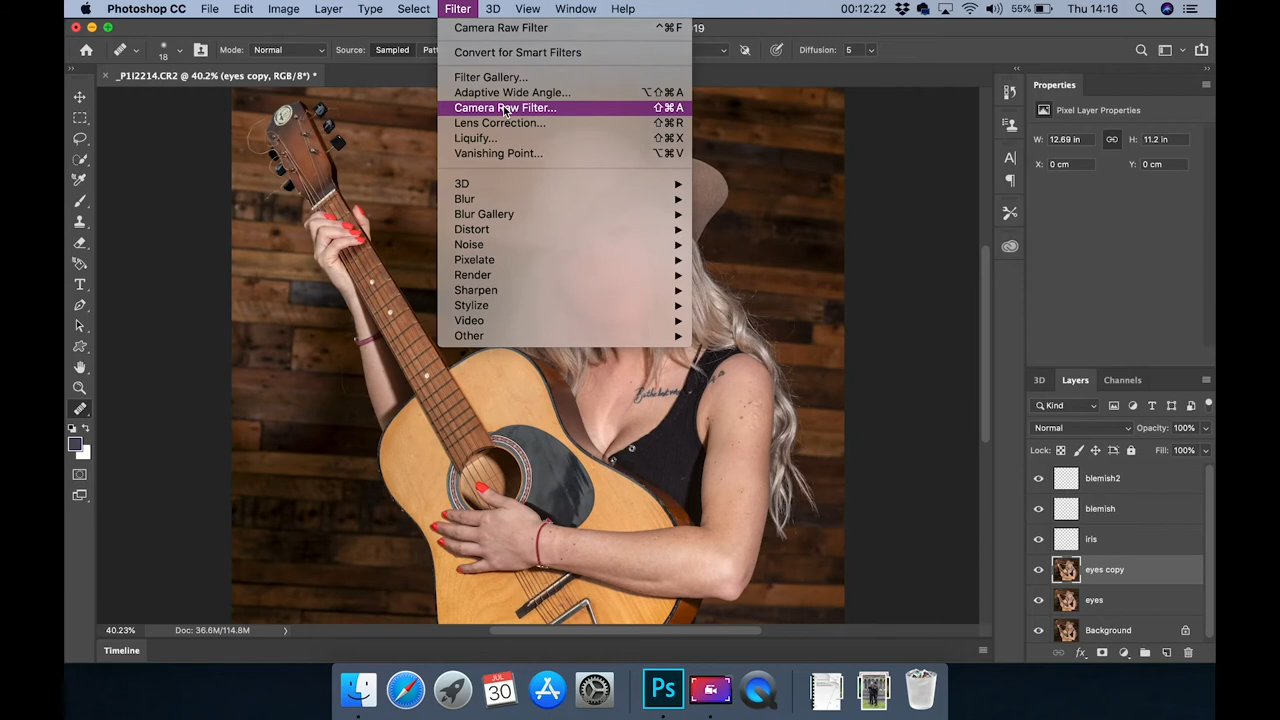 Photoshop CC File Edit Image Layer Type Select Filter 3D View Window Help 00:12:22 55% Thu 14:16
19
18 Mode: Normal Source: Sampled Diffusion: 5
× _P1I2214.CR2 @ 40.2% (eyes copy, RGB/8*) *
Camera Raw Filter ^⌘F
Convert for Smart Filters
Filter Gallery...
Adaptive Wide Angle... ⌥⇧⌘A
Camera Raw Filter... ⇧⌘A
Lens Correction... ⇧⌘R
Liquify... ⇧⌘X
Vanishing Point... ⌥⌘V
3D
Blur
Blur Gallery
Distort
Noise
Pixelate
Render
Sharpen
Stylize
Video
Other
Properties
Pixel Layer Properties
W: 12.69 in H: 11.2 in
X: 0 cm Y: 0 cm
3D Layers Channels
Kind
Normal Opacity: 100%
Lock: Fill: 100%
blemish2
blemish
iris
eyes copy
eyes
Background
fx
40.23% Doc: 36.6M/114.8M
Timeline
JUL
30
Ps